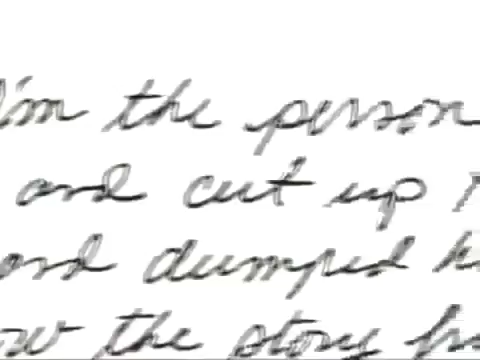 I'm the person
and cut up
and dumped
the story